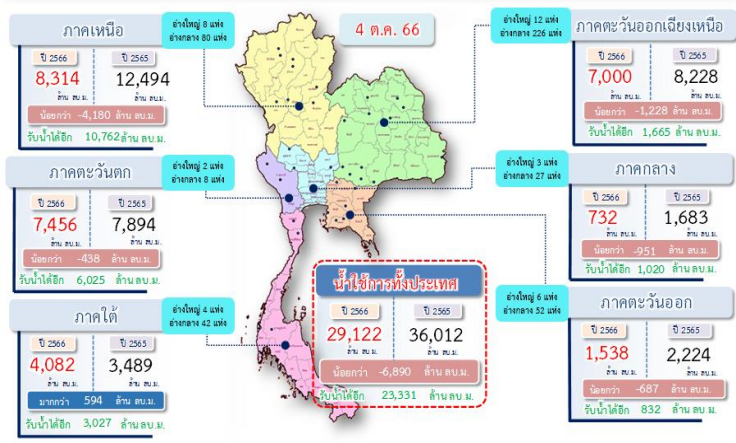 4 ต.ค. 66
ภาคเหนือ
อ่างใหญ่ 8 แห่ง
อ่างกลาง 80 แห่ง
ปี 2566
ปี 2565
8,314
12,494
ล้าน ลบ.ม.
ล้าน ลบ.ม.
น้อยกว่า -4,180 ล้าน ลบ.ม.
รับน้ำได้อีก 10,762 ล้าน ลบ.ม.
ภาคตะวันตก
อ่างใหญ่ 2 แห่ง
อ่างกลาง 8 แห่ง
ปี 2566
ปี 2565
7,456
7,894
ล้าน ลบ.ม.
ล้าน ลบ.ม.
น้อยกว่า -438 ล้าน ลบ.ม.
รับน้ำได้อีก 6,025 ล้าน ลบ.ม.
ภาคใต้
อ่างใหญ่ 4 แห่ง
อ่างกลาง 42 แห่ง
ปี 2566
ปี 2565
4,082
3,489
ล้าน ลบ.ม.
ล้าน ลบ.ม.
มากกว่า 594 ล้าน ลบ.ม.
รับน้ำได้อีก 3,027 ล้าน ลบ.ม.
น้ำใช้การทั้งประเทศ
ปี 2566
ปี 2565
29,122
36,012
ล้าน ลบ.ม.
ล้าน ลบ.ม.
น้อยกว่า -6,890 ล้าน ลบ.ม.
รับน้ำได้อีก 23,331 ล้าน ลบ.ม.
อ่างใหญ่ 12 แห่ง
อ่างกลาง 226 แห่ง
ภาคตะวันออกเฉียงเหนือ
ปี 2566
ปี 2565
7,000
8,228
ล้าน ลบ.ม.
ล้าน ลบ.ม.
น้อยกว่า -1,228 ล้าน ลบ.ม.
รับน้ำได้อีก 1,665 ล้าน ลบ.ม.
อ่างใหญ่ 3 แห่ง
อ่างกลาง 27 แห่ง
ภาคกลาง
ปี 2566
ปี 2565
732
1,683
ล้าน ลบ.ม.
ล้าน ลบ.ม.
น้อยกว่า -951 ล้าน ลบ.ม.
รับน้ำได้อีก 1,020 ล้าน ลบ.ม.
อ่างใหญ่ 6 แห่ง
อ่างกลาง 52 แห่ง
ภาคตะวันออก
ปี 2566
ปี 2565
1,538
2,224
ล้าน ลบ.ม.
ล้าน ลบ.ม.
น้อยกว่า -687 ล้าน ลบ.ม.
รับน้ำได้อีก 832 ล้าน ลบ.ม.